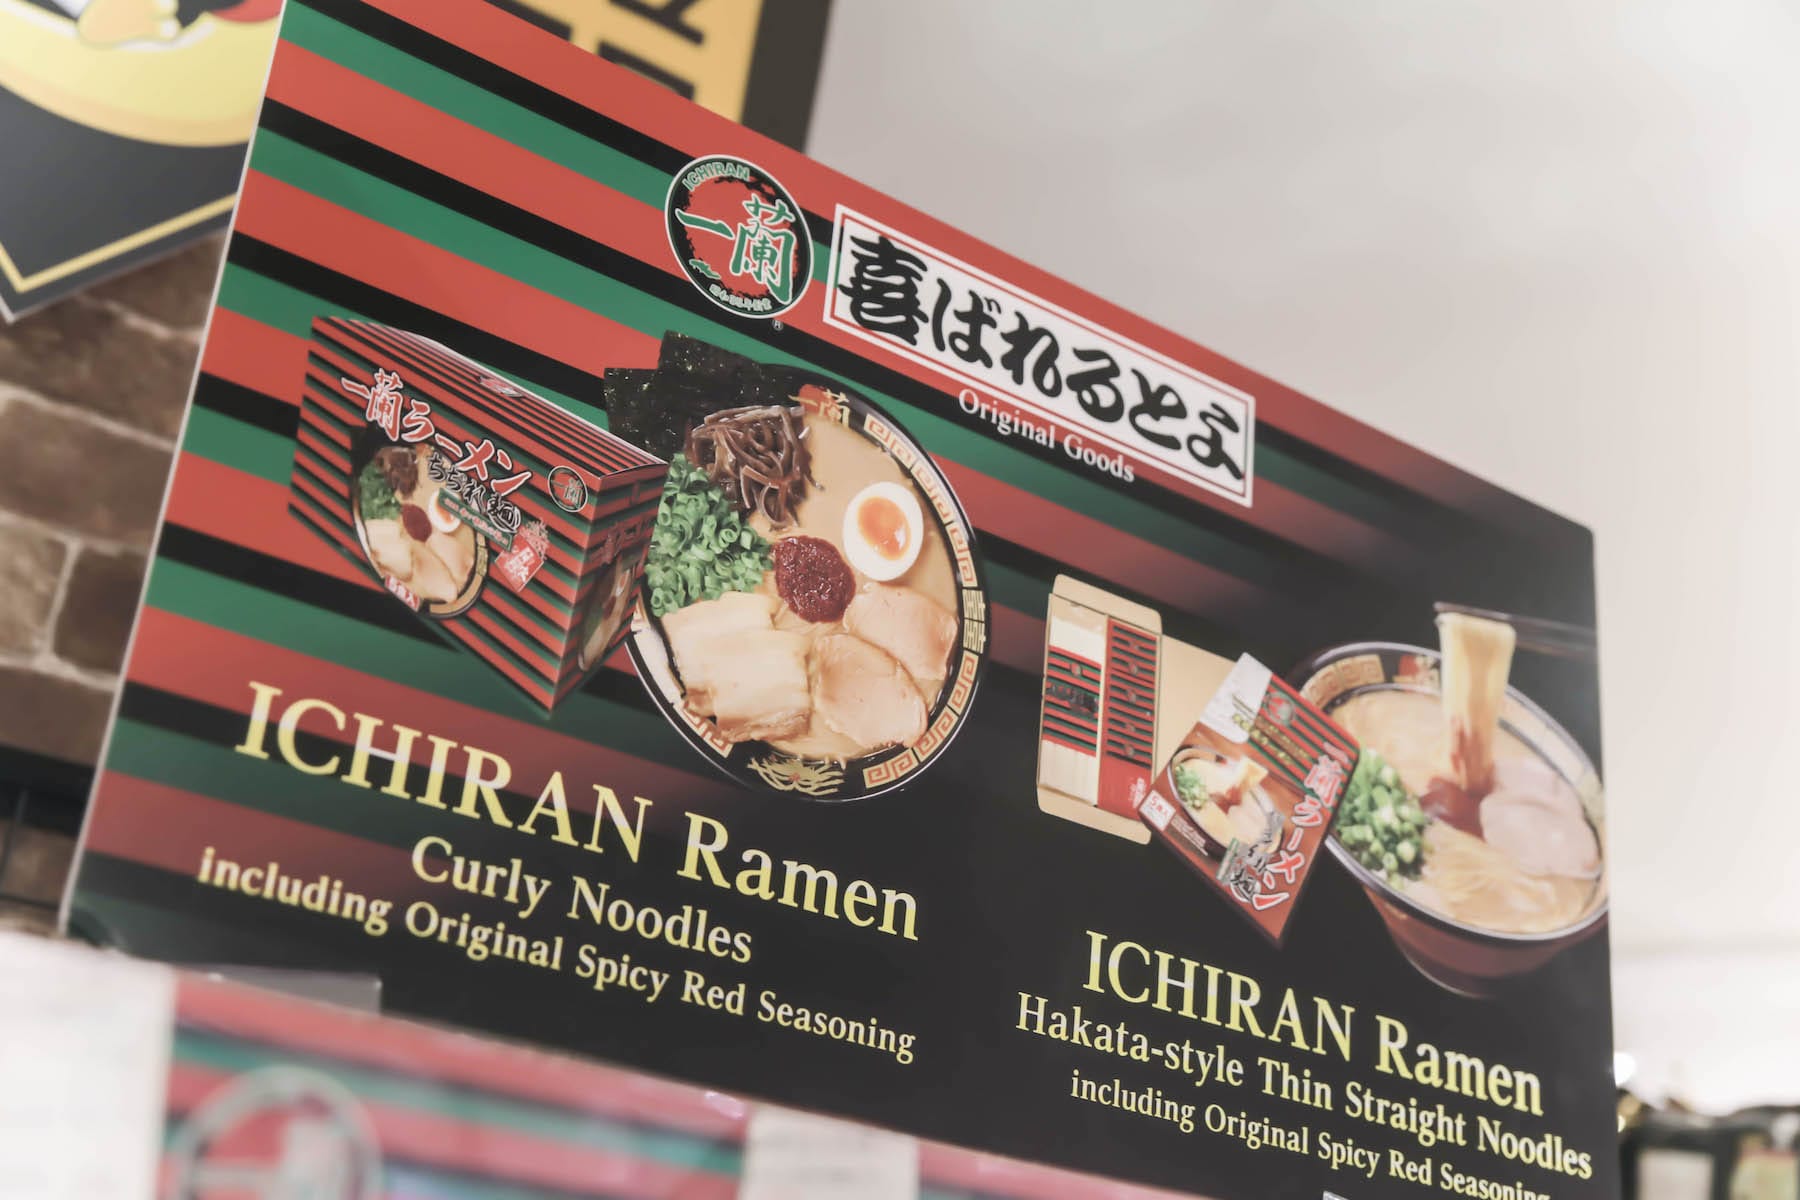 ICHIRAN
一蘭
喜ばれるとよ
Original Goods
一蘭ラーメン
ちぢれ麺
一蘭
一蘭
ICHIRAN Ramen
Curly Noodles
including Original Spicy Red Seasoning
一蘭ラーメン
ICHIRAN Ramen
Hakata-style Thin Straight Noodles
including Original Spicy Red Seasoning